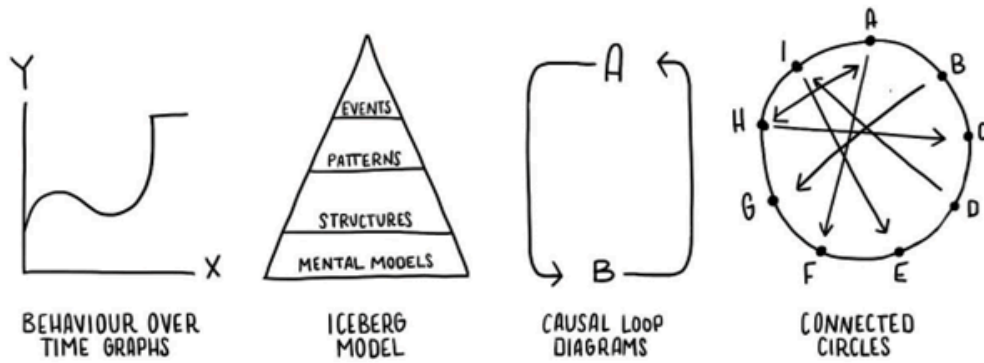 Y
X
BEHAVIOUR OVER
TIME GRAPHS
EVENTS
PATTERNS
STRUCTURES
MENTAL MODELS
ICEBERG
MODEL
A
B
CAUSAL LOOP
DIAGRAMS
A
B
C
D
E
F
G
H
I
CONNECTED
CIRCLES